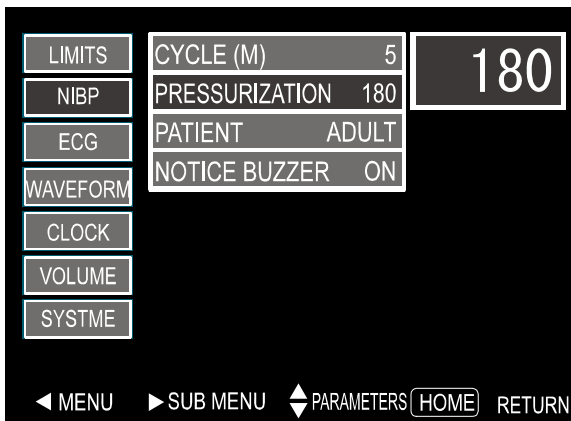 LIMITS
NIBP
ECG
WAVEFORM
CLOCK
VOLUME
SYSTME
CYCLE (M) 5
PRESSURIZATION 180
PATIENT ADULT
NOTICE BUZZER ON
180
MENU SUB MENU PARAMETERS HOME RETURN